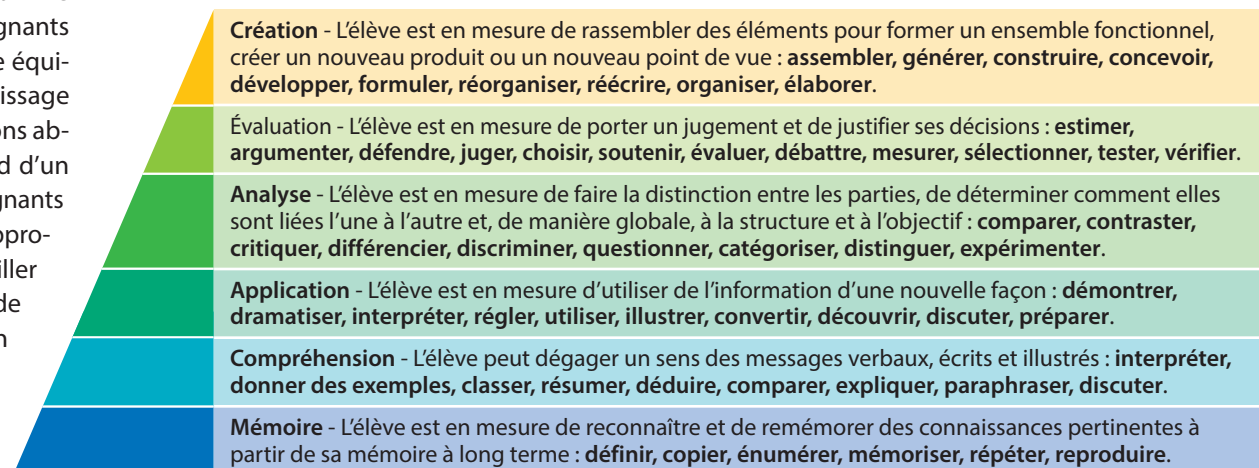 gnants
équi-
issage
ons ab-
d d’un
gnants
ppro-
iller
de
Création - L’élève est en mesure de rassembler des éléments pour former un ensemble fonctionnel,
créer un nouveau produit ou un nouveau point de vue : assembler, générer, construire, concevoir,
développer, formuler, réorganiser, réécrire, organiser, élaborer.
Évaluation - L’élève est en mesure de porter un jugement et de justifier ses décisions : estimer,
argumenter, défendre, juger, choisir, soutenir, évaluer, débattre, mesurer, sélectionner, tester, vérifier.
Analyse - L’élève est en mesure de faire la distinction entre les parties, de déterminer comment elles
sont liées l’une à l’autre et, de manière globale, à la structure et à l’objectif : comparer, contraster,
critiquer, différencier, discriminer, questionner, catégoriser, distinguer, expérimenter.
Application - L’élève est en mesure d’utiliser de l’information d’une nouvelle façon : démontrer,
dramatiser, interpréter, régler, utiliser, illustrer, convertir, découvrir, discuter, préparer.
Compréhension - L’élève peut dégager un sens des messages verbaux, écrits et illustrés : interpréter,
donner des exemples, classer, résumer, déduire, comparer, expliquer, paraphraser, discuter.
Mémoire - L’élève est en mesure de reconnaître et de remémorer des connaissances pertinentes à
partir de sa mémoire à long terme : définir, copier, énumérer, mémoriser, répéter, reproduire.